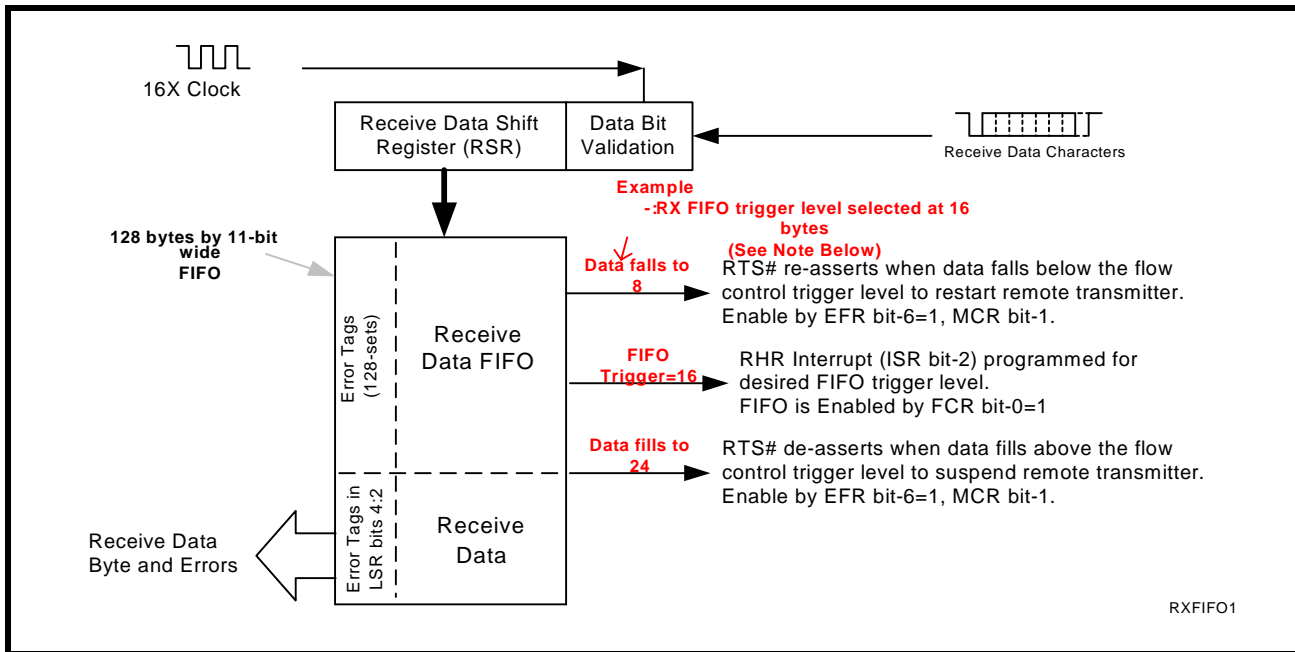 16X Clock
Receive Data Shift
Register (RSR)
Data Bit
Validation
Receive Data Characters
Example
-:RX FIFO trigger level selected at 16
bytes
(See Note Below)
128 bytes by 11-bit
wide
FIFO
Error Tags
(128-sets)
Receive
Data FIFO
Data falls to
8
RTS# re-asserts when data falls below the flow
control trigger level to restart remote transmitter.
Enable by EFR bit-6=1, MCR bit-1.
FIFO
Trigger=16
RHR Interrupt (ISR bit-2) programmed for
desired FIFO trigger level.
FIFO is Enabled by FCR bit-0=1
Data fills to
24
RTS# de-asserts when data fills above the flow
control trigger level to suspend remote transmitter.
Enable by EFR bit-6=1, MCR bit-1.
Error Tags in
LSR bits 4:2
Receive
Data
Receive Data
Byte and Errors
RXFIFO1